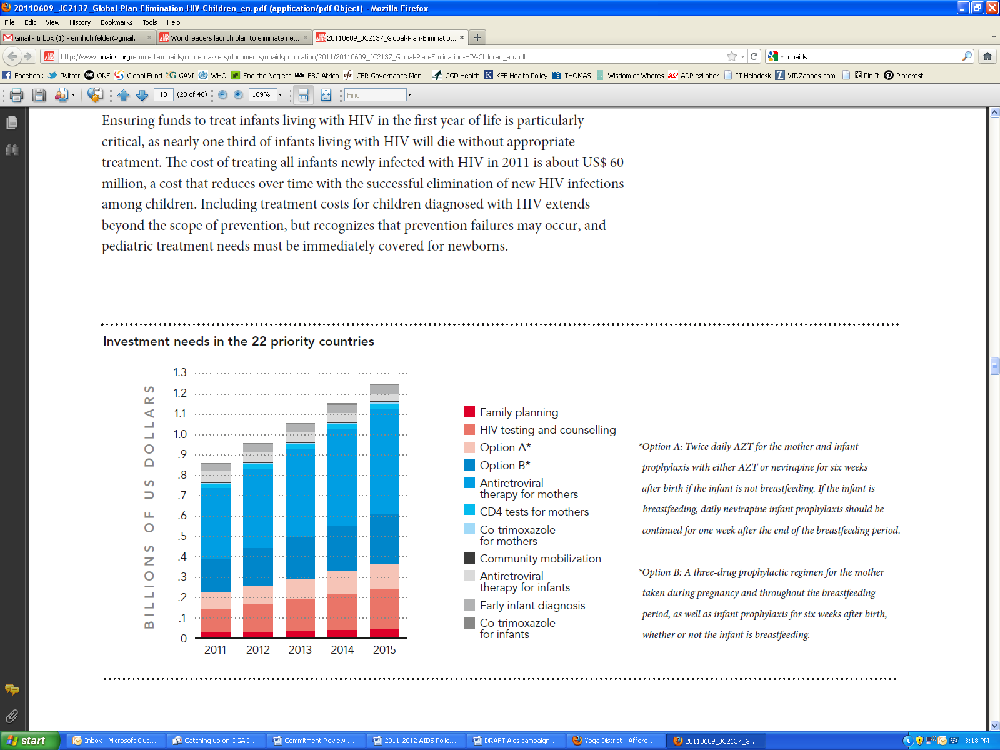 20110609_JC2137_Global-Plan-Elimination-HIV-Children_en.pdf (application/pdf Object) - Mozilla Firefox
File Edit View History Bookmarks Tools Help
Gmail - Inbox (1) - erinhohlfelder@gmail....
World leaders launch plan to eliminate ne...
20110609_JC2137_Global-Plan-Eliminatio...
http://www.unaids.org/en/media/unaids/contentassets/documents/unaidspublication/2011/20110609_JC2137_Global-Plan-Elimination-HIV-Children_en.pdf
unaids
Facebook Twitter ONE Global Fund GAVI WHO End the Neglect BBC Africa CFR Governance Moni... CGD Health KFF Health Policy THOMAS Wisdom of Whores ADP ezLabor IT Helpdesk VIP.Zappos.com Pin It Pinterest
18 (20 of 48) 169% Find
Ensuring funds to treat infants living with HIV in the first year of life is particularly
critical, as nearly one third of infants living with HIV will die without appropriate
treatment. The cost of treating all infants newly infected with HIV in 2011 is about US$ 60
million, a cost that reduces over time with the successful elimination of new HIV infections
among children. Including treatment costs for children diagnosed with HIV extends
beyond the scope of prevention, but recognizes that prevention failures may occur, and
pediatric treatment needs must be immediately covered for newborns.
Investment needs in the 22 priority countries
BILLIONS OF US DOLLARS
1.3
1.2
1.1
1.0
.9
.8
.7
.6
.5
.4
.3
.2
.1
0
2011 2012 2013 2014 2015
Family planning
HIV testing and counselling
Option A*
Option B*
Antiretroviral
therapy for mothers
CD4 tests for mothers
Co-trimoxazole
for mothers
Community mobilization
Antiretroviral
therapy for infants
Early infant diagnosis
Co-trimoxazole
for infants
*Option A: Twice daily AZT for the mother and infant
prophylaxis with either AZT or nevirapine for six weeks
after birth if the infant is not breastfeeding. If the infant is
breastfeeding, daily nevirapine infant prophylaxis should be
continued for one week after the end of the breastfeeding period.
*Option B: A three-drug prophylactic regimen for the mother
taken during pregnancy and throughout the breastfeeding
period, as well as infant prophylaxis for six weeks after birth,
whether or not the infant is breastfeeding.
start
Inbox - Microsoft Out...
Catching up on OGAC...
Commitment Review ...
2011-2012 AIDS Polic...
DRAFT Aids campaign...
Yoga District - Afford...
20110609_JC2137_G...
3:18 PM